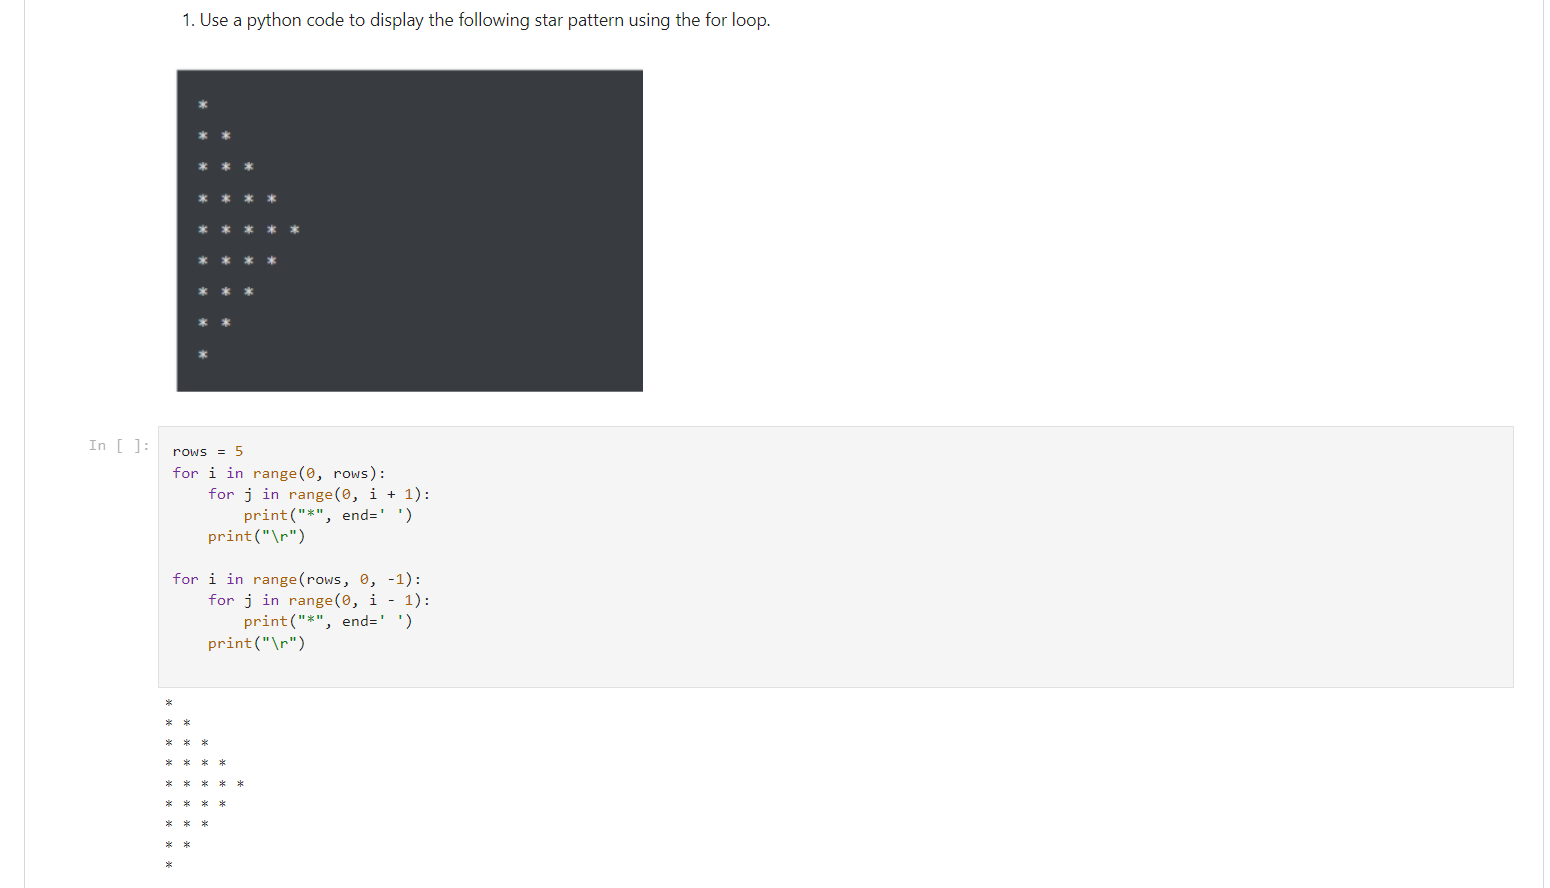 1. Use a python code to display the following star pattern using the for loop.
*
* *
* * *
* * * *
* * * * *
* * * *
* * *
* *
*
In [ ]:
rows = 5
for i in range(0, rows):
    for j in range(0, i + 1):
        print("*", end=' ')
    print("\r")

for i in range(rows, 0, -1):
    for j in range(0, i - 1):
        print("*", end=' ')
    print("\r")
*
* *
* * *
* * * *
* * * * *
* * * *
* * *
* *
*